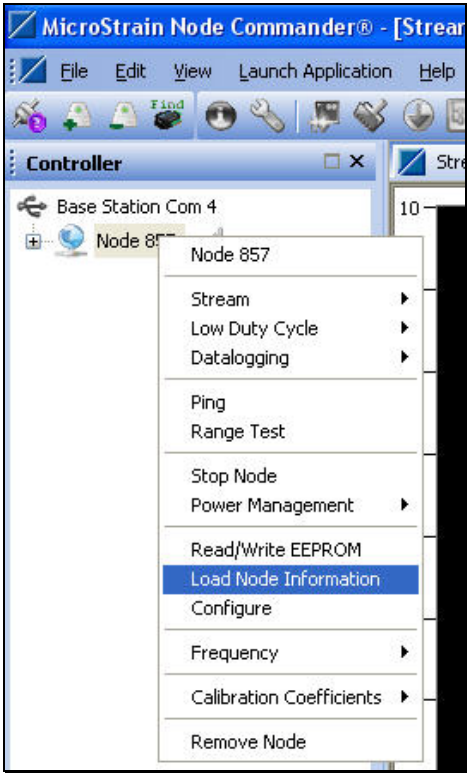 MicroStrain Node Commander® - [Strear
File Edit View Launch Application Help
Find
2
Controller
Stre
Base Station Com 4
10
Node 857
Node 857
Stream
Low Duty Cycle
Datalogging
Ping
Range Test
Stop Node
Power Management
Read/Write EEPROM
Load Node Information
Configure
Frequency
Calibration Coefficients
Remove Node